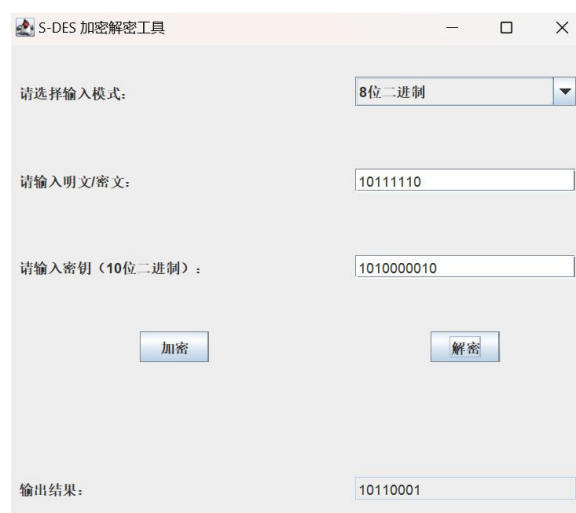 S-DES 加密解密工具
请选择输入模式： 8位二进制
请输入明文/密文： 10111110
请输入密钥（10位二进制）： 1010000010
加密 解密
输出结果： 10110001